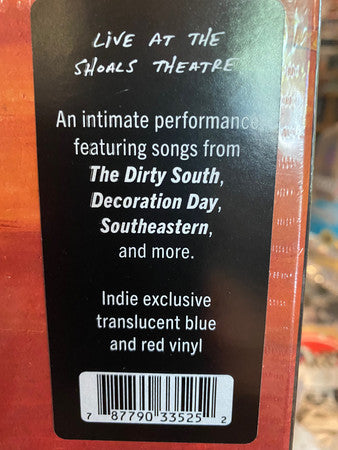 LIVE AT THE
SHOALS THEATRE
An intimate performance
featuring songs from
The Dirty South,
Decoration Day,
Southeastern,
and more.
Indie exclusive
translucent blue
and red vinyl
7 87790 33525 2